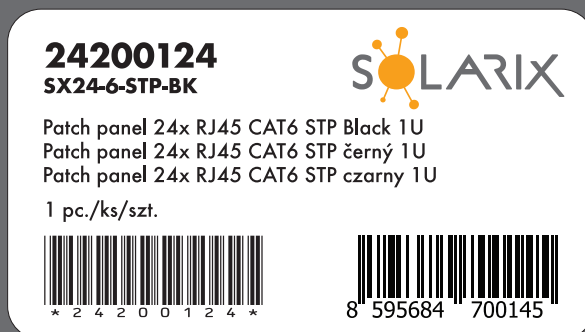 24200124
SX24-6-STP-BK
SOLARIX
Patch panel 24x RJ45 CAT6 STP Black 1U
Patch panel 24x RJ45 CAT6 STP černý 1U
Patch panel 24x RJ45 CAT6 STP czarny 1U
1 pc./ks/szt.
*24200124*
8 595684 700145